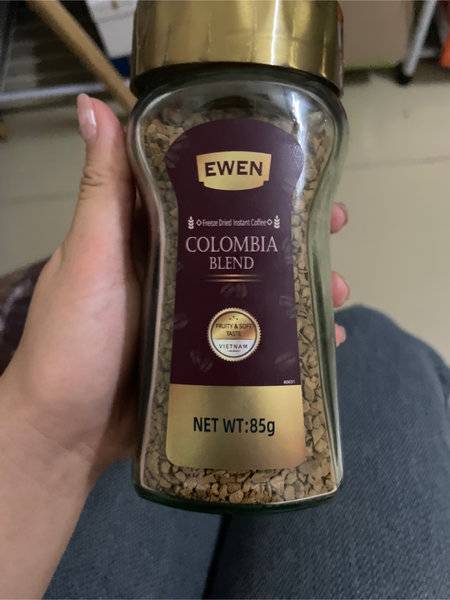 EWEN
Freeze Dried Instant Coffee
COLOMBIA
BLEND
FRUITY & SOFT
TASTE
VIETNAM
NET WT:85g